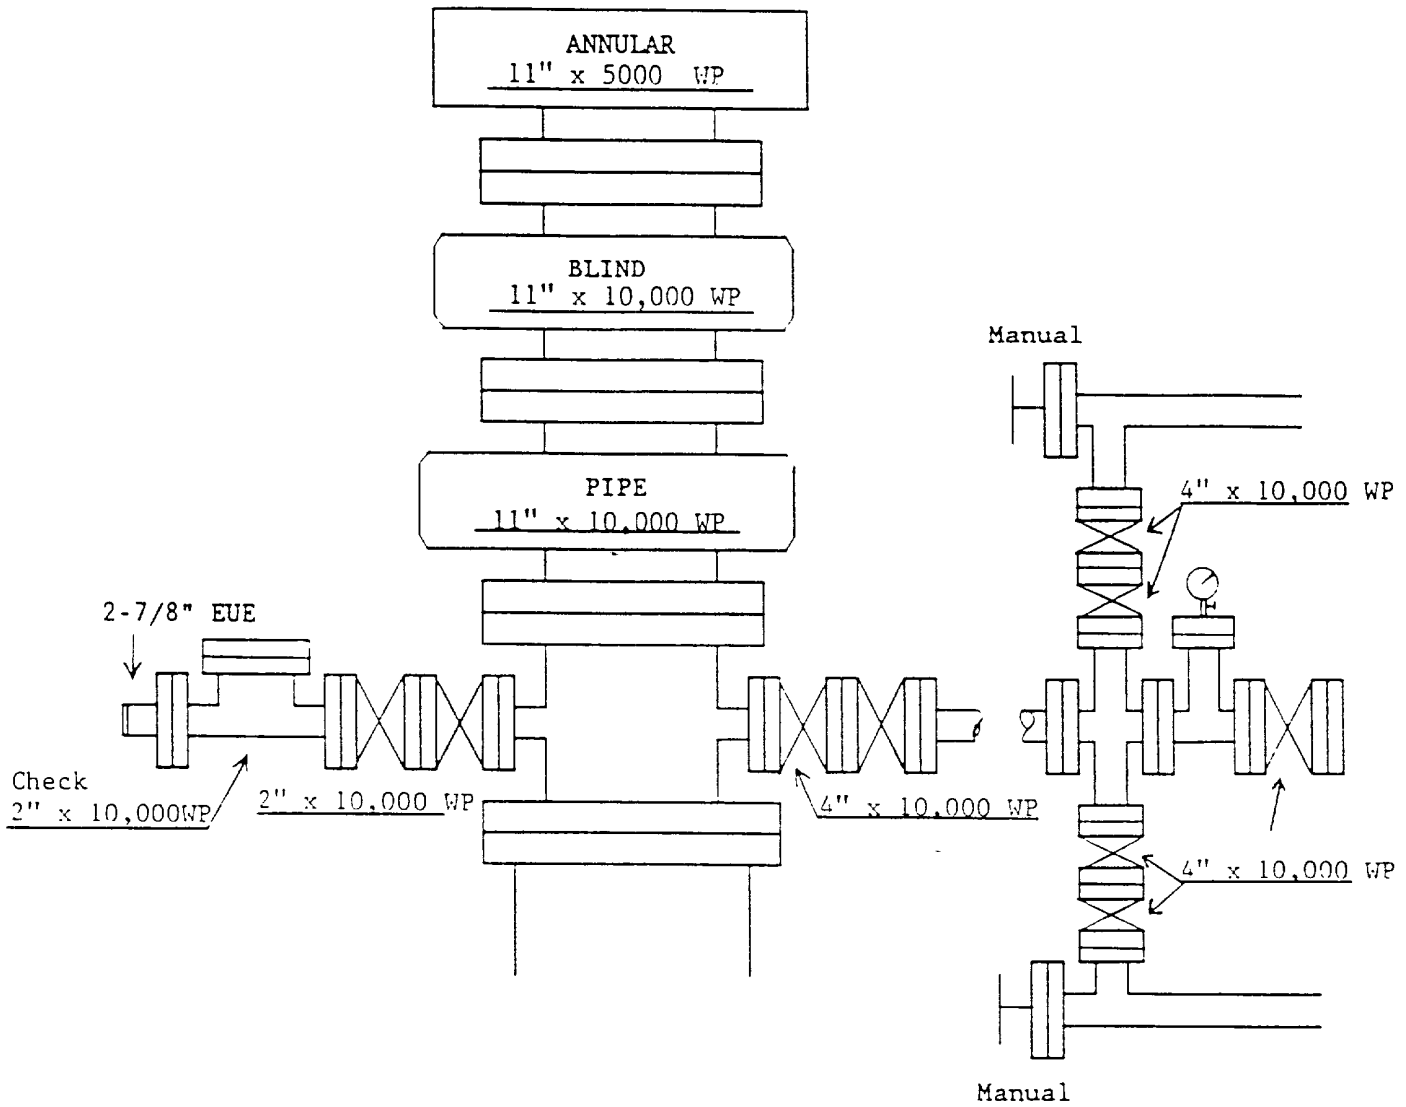 ANNULAR
11" x 5000 WP
BLIND
11" x 10,000 WP
Manual
PIPE
11" x 10,000 WP
4" x 10,000 WP
2-7/8" EUE
Check
2" x 10,000WP
2" x 10,000 WP
4" x 10,000 WP
4" x 10,000 WP
Manual